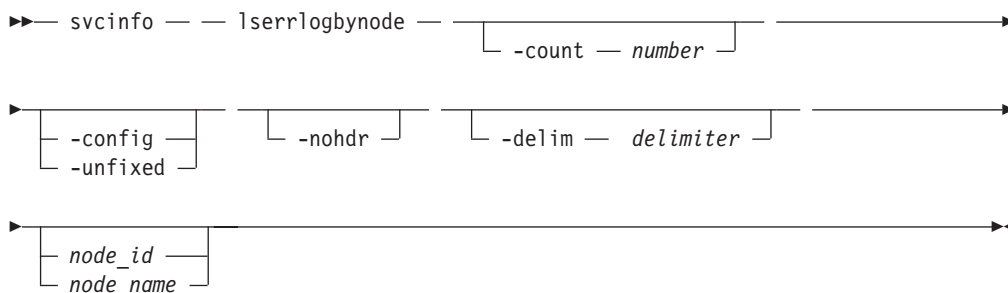 svcinfo lserrlogbynode
-count number
-config -nohdr -delim delimiter
-unfixed
node_id
node_name